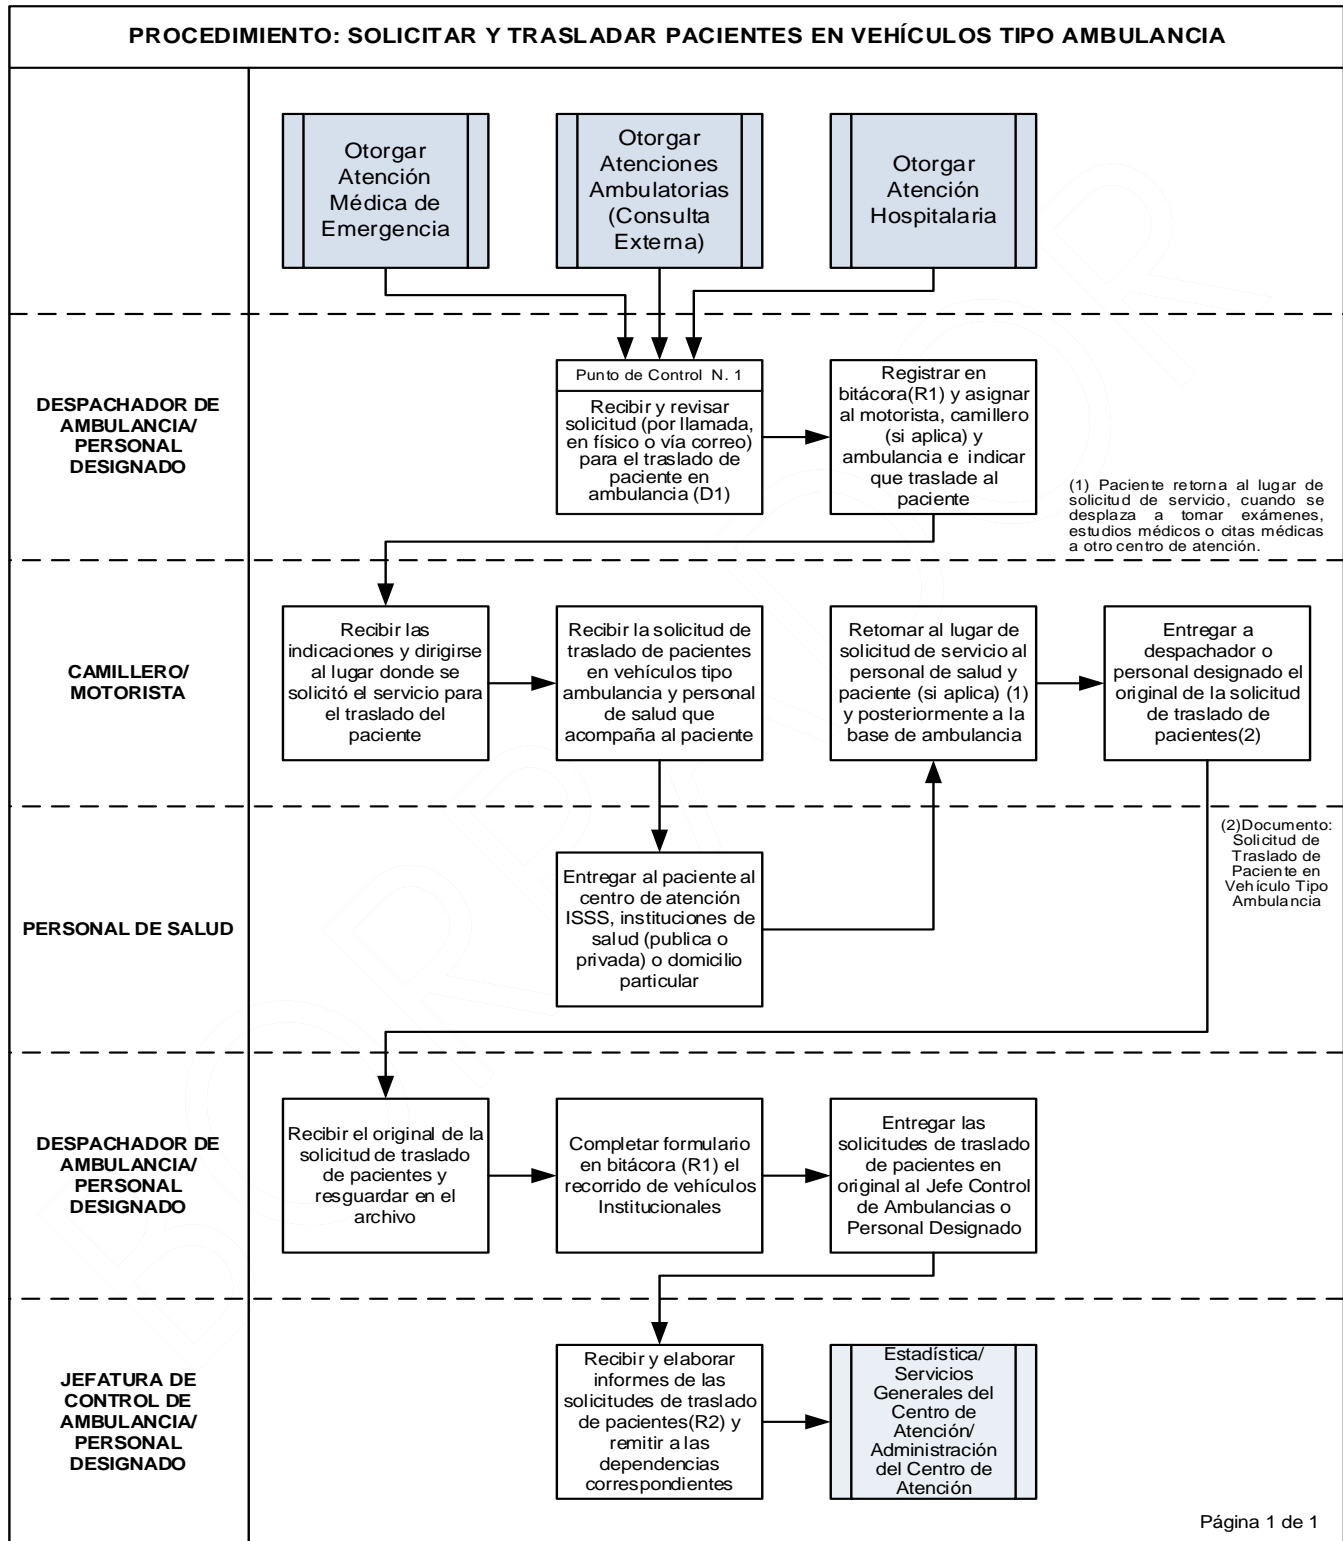 PROCEDIMIENTO: SOLICITAR Y TRASLADAR PACIENTES EN VEHÍCULOS TIPO AMBULANCIA
Otorgar
Atención
Médica de
Emergencia
Otorgar
Atenciones
Ambulatorias
(Consulta
Externa)
Otorgar
Atención
Hospitalaria
DESPACHADOR DE
AMBULANCIA/
PERSONAL
DESIGNADO
Punto de Control N. 1
Recibir y revisar
solicitud (por llamada,
en físico o vía correo)
para el traslado de
paciente en
ambulancia (D1)
Registrar en
bitácora(R1) y asignar
al motorista, camillero
(si aplica) y
ambulancia e indicar
que traslade al
paciente
(1) Paciente retorna al lugar de
solicitud de servicio, cuando se
desplaza a tomar exámenes,
estudios médicos o citas médicas
a otro centro de atención.
CAMILLERO/
MOTORISTA
Recibir las
indicaciones y dirigirse
al lugar donde se
solicitó el servicio para
el traslado del
paciente
Recibir la solicitud de
traslado de pacientes
en vehículos tipo
ambulancia y personal
de salud que
acompaña al paciente
Retornar al lugar de
solicitud de servicio al
personal de salud y
paciente (si aplica) (1)
y posteriormente a la
base de ambulancia
Entregar a
despachador o
personal designado el
original de la solicitud
de traslado de
pacientes(2)
PERSONAL DE SALUD
Entregar al paciente al
centro de atención
ISSS, instituciones de
salud (publica o
privada) o domicilio
particular
(2)Documento:
Solicitud de
Traslado de
Paciente en
Vehículo Tipo
Ambulancia
DESPACHADOR DE
AMBULANCIA/
PERSONAL
DESIGNADO
Recibir el original de la
solicitud de traslado
de pacientes y
resguardar en el
archivo
Completar formulario
en bitácora (R1) el
recorrido de vehículos
Institucionales
Entregar las
solicitudes de traslado
de pacientes en
original al Jefe Control
de Ambulancias o
Personal Designado
JEFATURA DE
CONTROL DE
AMBULANCIA/
PERSONAL
DESIGNADO
Recibir y elaborar
informes de las
solicitudes de traslado
de pacientes(R2) y
remitir a las
dependencias
correspondientes
Estadística/
Servicios
Generales del
Centro de
Atención/
Administración
del Centro de
Atención
Página 1 de 1
BORRADOR